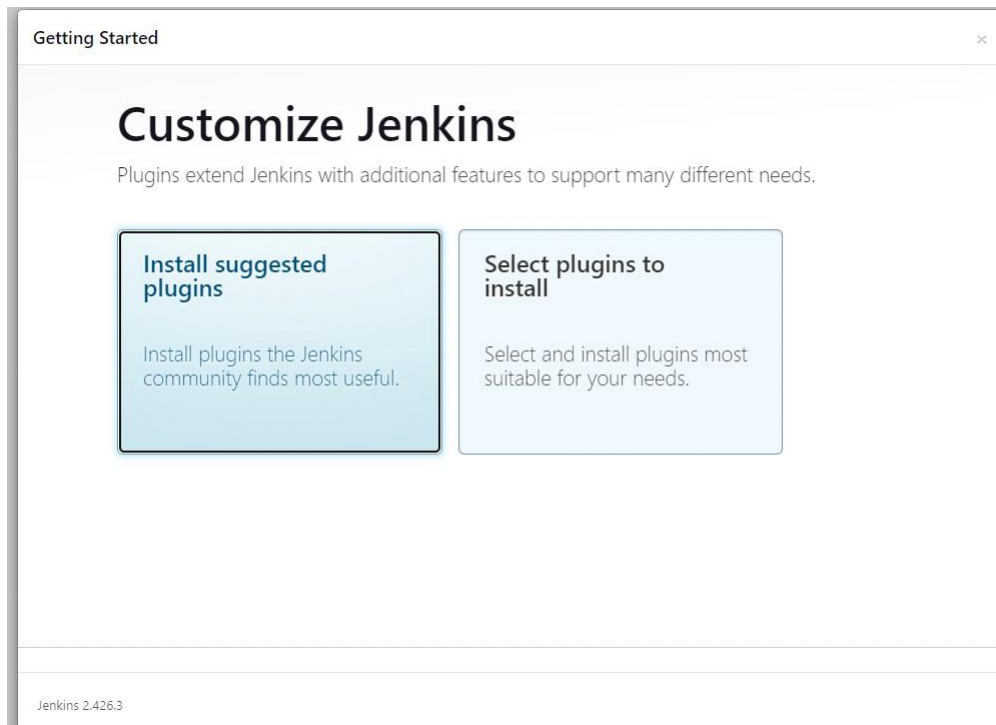 Getting Started
×
Customize Jenkins
Plugins extend Jenkins with additional features to support many different needs.
Install suggested
plugins
Install plugins the Jenkins
community finds most useful.
Select plugins to
install
Select and install plugins most
suitable for your needs.
Jenkins 2.426.3